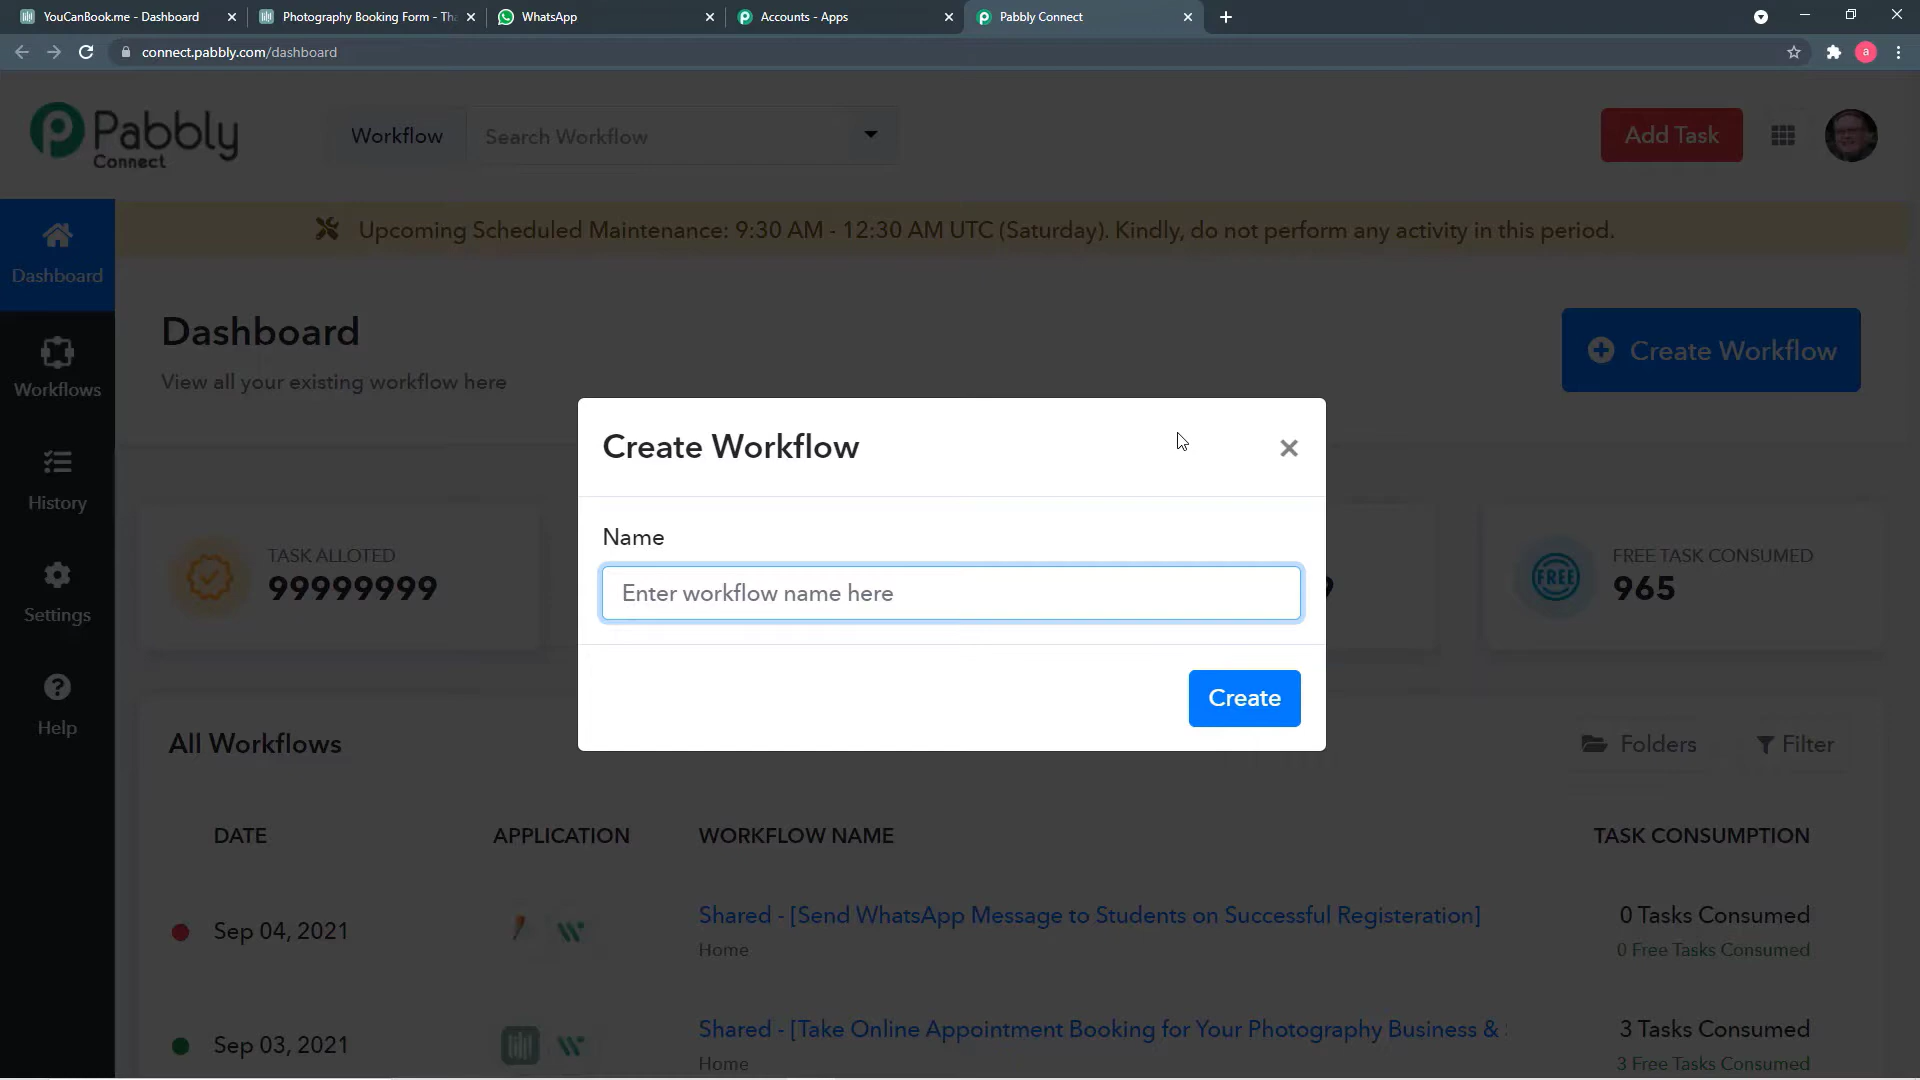 YouCanBook.me - Dashboard
Photography Booking Form - Tha
WhatsApp
Accounts - Apps
Pabbly Connect
connect.pabbly.com/dashboard
a
Pabbly
Connect
Workflow
Search Workflow
Add Task
Upcoming Scheduled Maintenance: 9:30 AM - 12:30 AM UTC (Saturday). Kindly, do not perform any activity in this period.
Dashboard
Workflows
History
Settings
Help
Dashboard
View all your existing workflow here
Create Workflow
Create Workflow
Name
Enter workflow name here
Create
TASK ALLOTED
99999999
FREE
FREE TASK CONSUMED
965
All Workflows
Folders
Filter
DATE
APPLICATION
WORKFLOW NAME
TASK CONSUMPTION
Sep 04, 2021
Shared - [Send WhatsApp Message to Students on Successful Registeration]
Home
0 Tasks Consumed
0 Free Tasks Consumed
Sep 03, 2021
Shared - [Take Online Appointment Booking for Your Photography Business &
Home
3 Tasks Consumed
3 Free Tasks Consumed